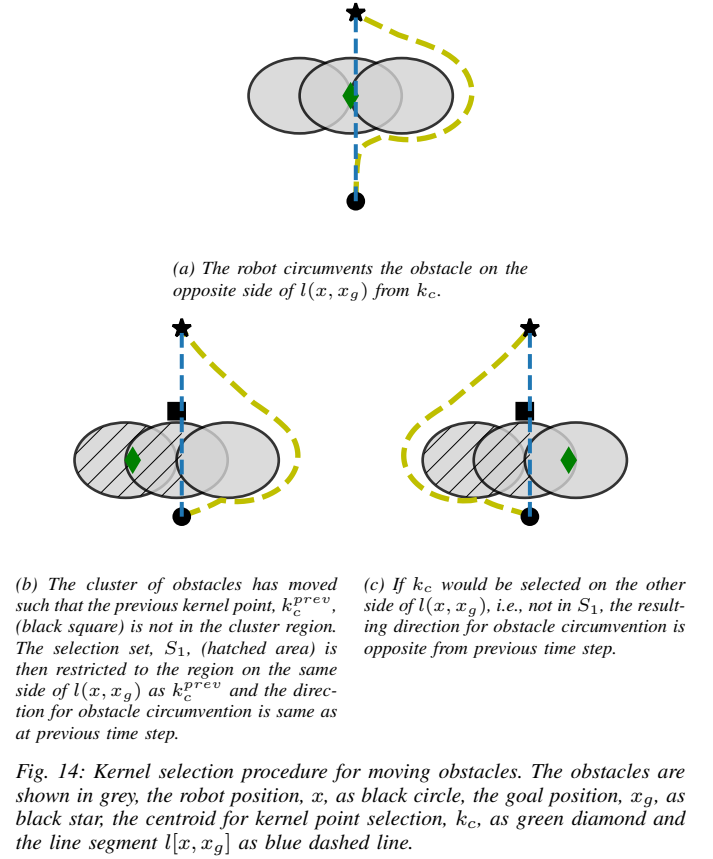 (a) The robot circumvents the obstacle on the
opposite side of l(x, x_g) from k_c.
(b) The cluster of obstacles has moved
such that the previous kernel point, k_c^{prev},
(black square) is not in the cluster region.
The selection set, S_1, (hatched area) is
then restricted to the region on the same
side of l(x, x_g) as k_c^{prev} and the direc-
tion for obstacle circumvention is same as
at previous time step.
(c) If k_c would be selected on the other
side of l(x, x_g), i.e., not in S_1, the result-
ing direction for obstacle circumvention is
opposite from previous time step.
Fig. 14: Kernel selection procedure for moving obstacles. The obstacles are
shown in grey, the robot position, x, as black circle, the goal position, x_g, as
black star, the centroid for kernel point selection, k_c, as green diamond and
the line segment l[x, x_g] as blue dashed line.